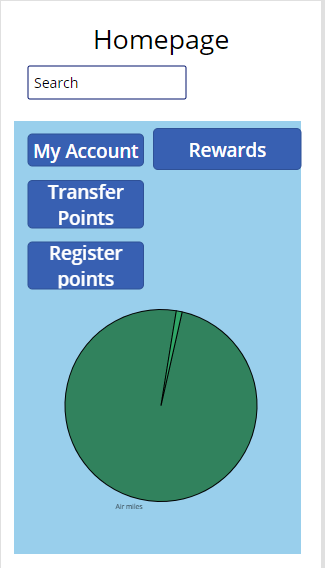 Homepage
Search
My Account
Rewards
Transfer
Points
Register
points
Air miles